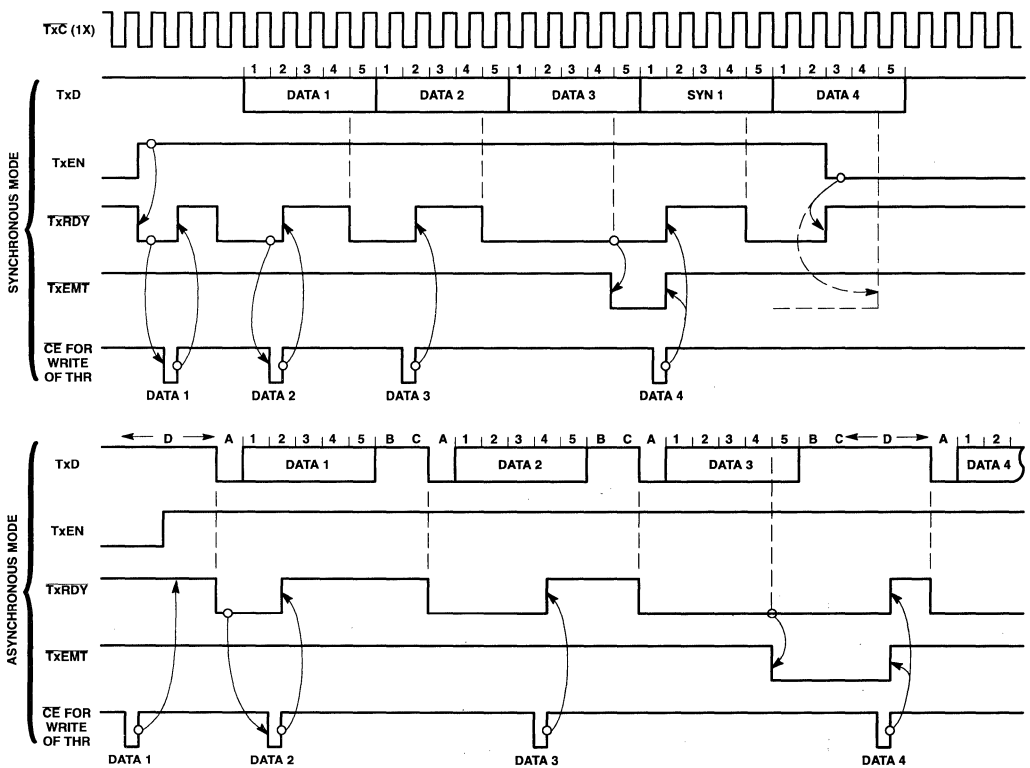 TxC (1X)
SYNCHRONOUS MODE
1 2 3 4 5 1 2 3 4 5 1 2 3 4 5 1 2 3 4 5 1 2 3 4 5
TxD
DATA 1 DATA 2 DATA 3 SYN 1 DATA 4
TxEN
TxRDY
TxEMT
CE FOR
WRITE
OF THR
DATA 1 DATA 2 DATA 3 DATA 4
ASYNCHRONOUS MODE
D A 1 2 3 4 5 B C A 1 2 3 4 5 B C A 1 2 3 4 5 B C D A 1 2
TxD
DATA 1 DATA 2 DATA 3 DATA 4
TxEN
TxRDY
TxEMT
CE FOR
WRITE
OF THR
DATA 1 DATA 2 DATA 3 DATA 4